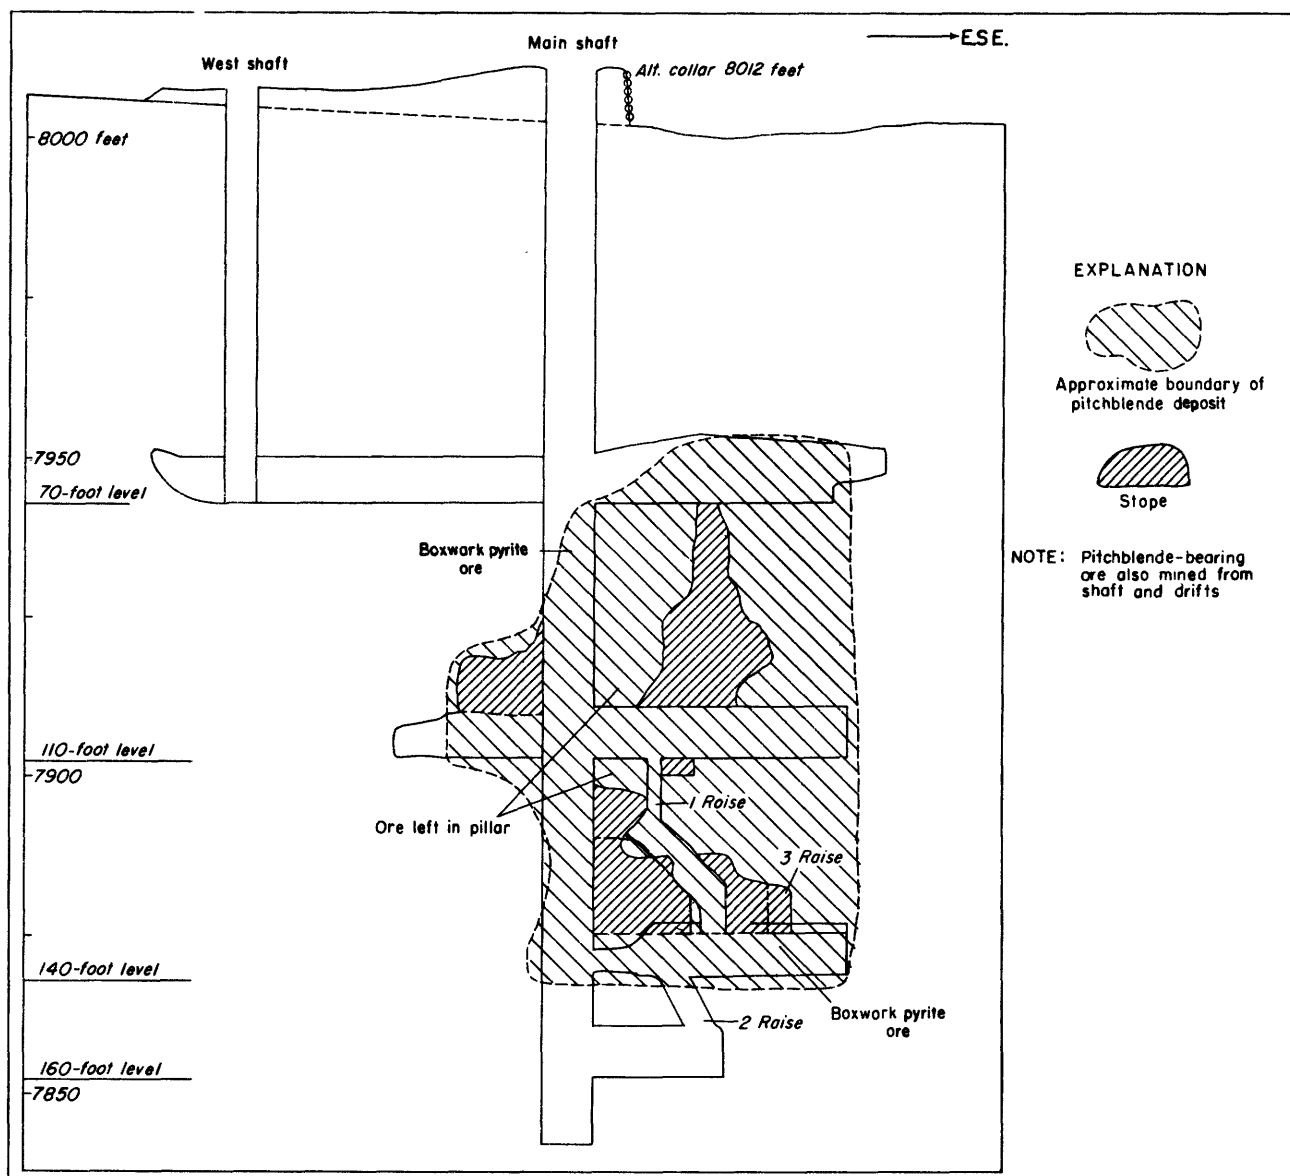 Main shaft
E.S.E.
West shaft
Alt. collar 8012 feet
8000 feet
EXPLANATION
Approximate boundary of
pitchblende deposit
7950
70-foot level
Stope
Boxwork pyrite
ore
NOTE: Pitchblende-bearing
ore also mined from
shaft and drifts
110-foot level
7900
1 Raise
Ore left in pillar
3 Raise
140-foot level
Boxwork pyrite
ore
2 Raise
160-foot level
7850